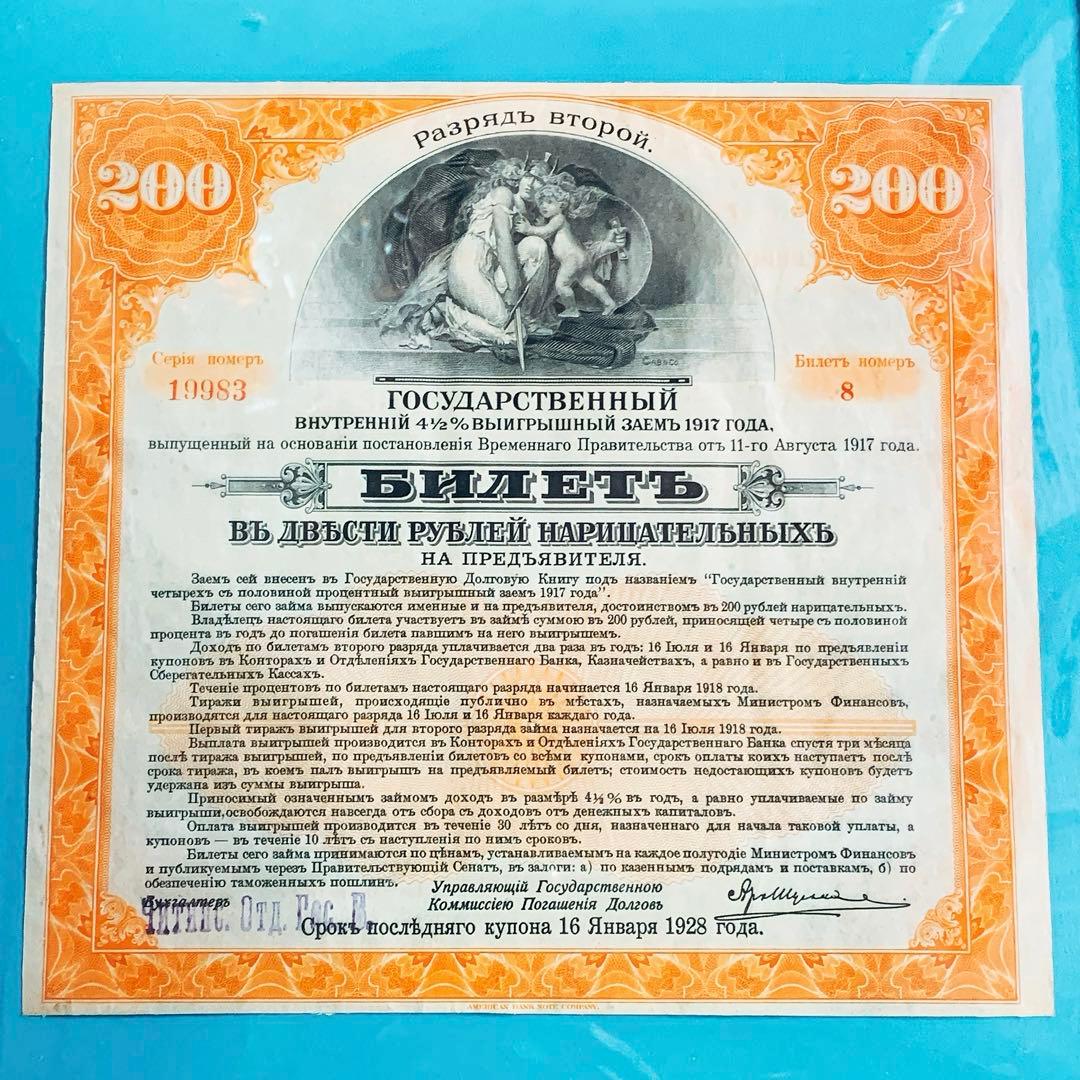 Разрядъ второй.
200
200
Серія номеръ
19983
Билетъ номеръ
8
ГОСУДАРСТВЕННЫЙ
ВНУТРЕННІЙ 4½% ВЫИГРЫШНЫЙ ЗАЕМЪ 1917 ГОДА,
выпущенный на основаніи постановленія Временнаго Правительства отъ 11-го Августа 1917 года.
БИЛЕТЪ
ВЪ ДВѢСТИ РУБЛЕЙ НАРИЦАТЕЛЬНЫХЪ
НА ПРЕДЪЯВИТЕЛЯ.
Заемъ сей внесенъ въ Государственную Долговую Книгу подъ названіемъ “Государственный внутренній
четырехъ съ половиной процентный выигрышный заемъ 1917 года”.
Билеты сего займа выпускаются именные и на предъявителя, достоинствомъ въ 200 рублей нарицательныхъ.
Владѣлецъ настоящаго билета участвуетъ въ займѣ суммою въ 200 рублей, приносящей четыре съ половиной
процента въ годъ до погашенія билета павшимъ на него выигрышемъ.
Доходъ по билетамъ второго разряда уплачивается два раза въ годъ: 16 Іюля и 16 Января по предъявленіи
купоновъ въ Конторахъ и Отдѣленіяхъ Государственнаго Банка, Казначействахъ, а равно и въ Государственныхъ
Сберегательныхъ Кассахъ.
Теченіе процентовъ по билетамъ настоящаго разряда начинается 16 Января 1918 года.
Тиражи выигрышей, происходящіе публично въ мѣстахъ, назначаемыхъ Министромъ Финансовъ,
производятся для настоящаго разряда 16 Іюля и 16 Января каждаго года.
Первый тиражъ выигрышей для второго разряда займа назначается на 16 Іюля 1918 года.
Выплата выигрышей производится въ Конторахъ и Отдѣленіяхъ Государственнаго Банка спустя три мѣсяца
послѣ тиража выигрышей, по предъявленіи билетовъ со всѣми купонами, срокъ оплаты коихъ наступаетъ послѣ
срока тиража, въ коемъ палъ выигрышъ на предъявляемый билетъ; стоимость недостающихъ купоновъ будетъ
удержана изъ суммы выигрыша.
Приносимый означеннымъ займомъ доходъ въ размѣрѣ 4½% въ годъ, а равно уплачиваемые по займу
выигрыши, освобождаются навсегда отъ сбора съ доходовъ отъ денежныхъ капиталовъ.
Оплата выигрышей производится въ теченіе 30 лѣтъ со дня, назначеннаго для начала таковой уплаты, а
купоновъ — въ теченіе 10 лѣтъ съ наступленія по нимъ сроковъ.
Билеты сего займа принимаются по цѣнамъ, устанавливаемымъ на каждое полугодіе Министромъ Финансовъ
и публикуемымъ черезъ Правительствующій Сенатъ, въ залоги: а) по казеннымъ подрядамъ и поставкамъ, б) по
обезпеченію таможенныхъ пошлинъ.
Управляющій Государственною
Коммиссіею Погашенія Долговъ
Бухгалтеръ
Читинс. Отд. Гос. Б.
Срокъ послѣдняго купона 16 Января 1928 года.
AMERICAN BANK NOTE COMPANY.